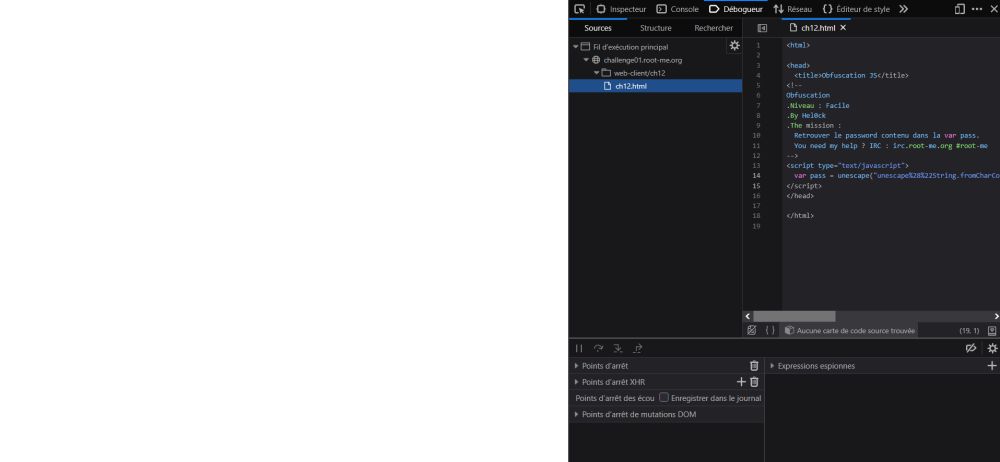 Inspecteur Console Débogueur Réseau Éditeur de style
Sources Structure Rechercher
ch12.html
Fil d'exécution principal
challenge01.root-me.org
web-client/ch12
ch12.html
1 <html>
2
3 <head>
4 <title>Obfuscation JS</title>
5 <!--
6 Obfuscation
7 .Niveau : Facile
8 .By Hel0ck
9 .The mission :
10 Retrouver le password contenu dans la var pass.
11 You need my help ? IRC : irc.root-me.org #root-me
12 -->
13 <script type="text/javascript">
14 var pass = unescape("unescape%28%22String.fromCharCo
15 </script>
16 </head>
17
18 </html>
19
{ } Aucune carte de code source trouvée (19, 1)
Points d'arrêt
Points d'arrêt XHR
Points d'arrêt des écou Enregistrer dans le journal
Points d'arrêt de mutations DOM
Expressions espionnes